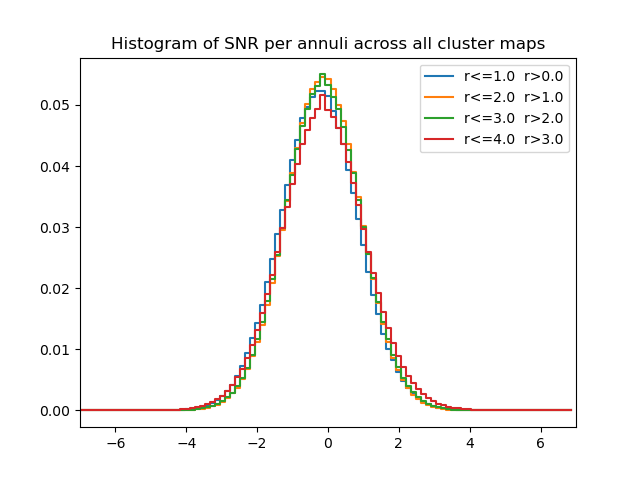 Histogram of SNR per annuli across all cluster maps
r<=1.0 r>0.0
r<=2.0 r>1.0
r<=3.0 r>2.0
r<=4.0 r>3.0
0.05
0.04
0.03
0.02
0.01
0.00
−6 −4 −2 0 2 4 6